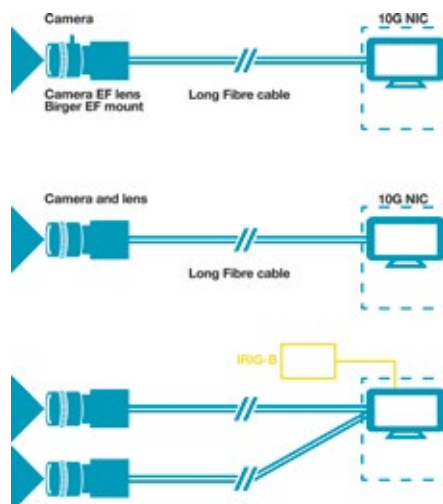 Camera
10G NIC
Camera EF lens
Birger EF mount
Long Fibre cable
Camera and lens
10G NIC
Long Fibre cable
IRIG-B